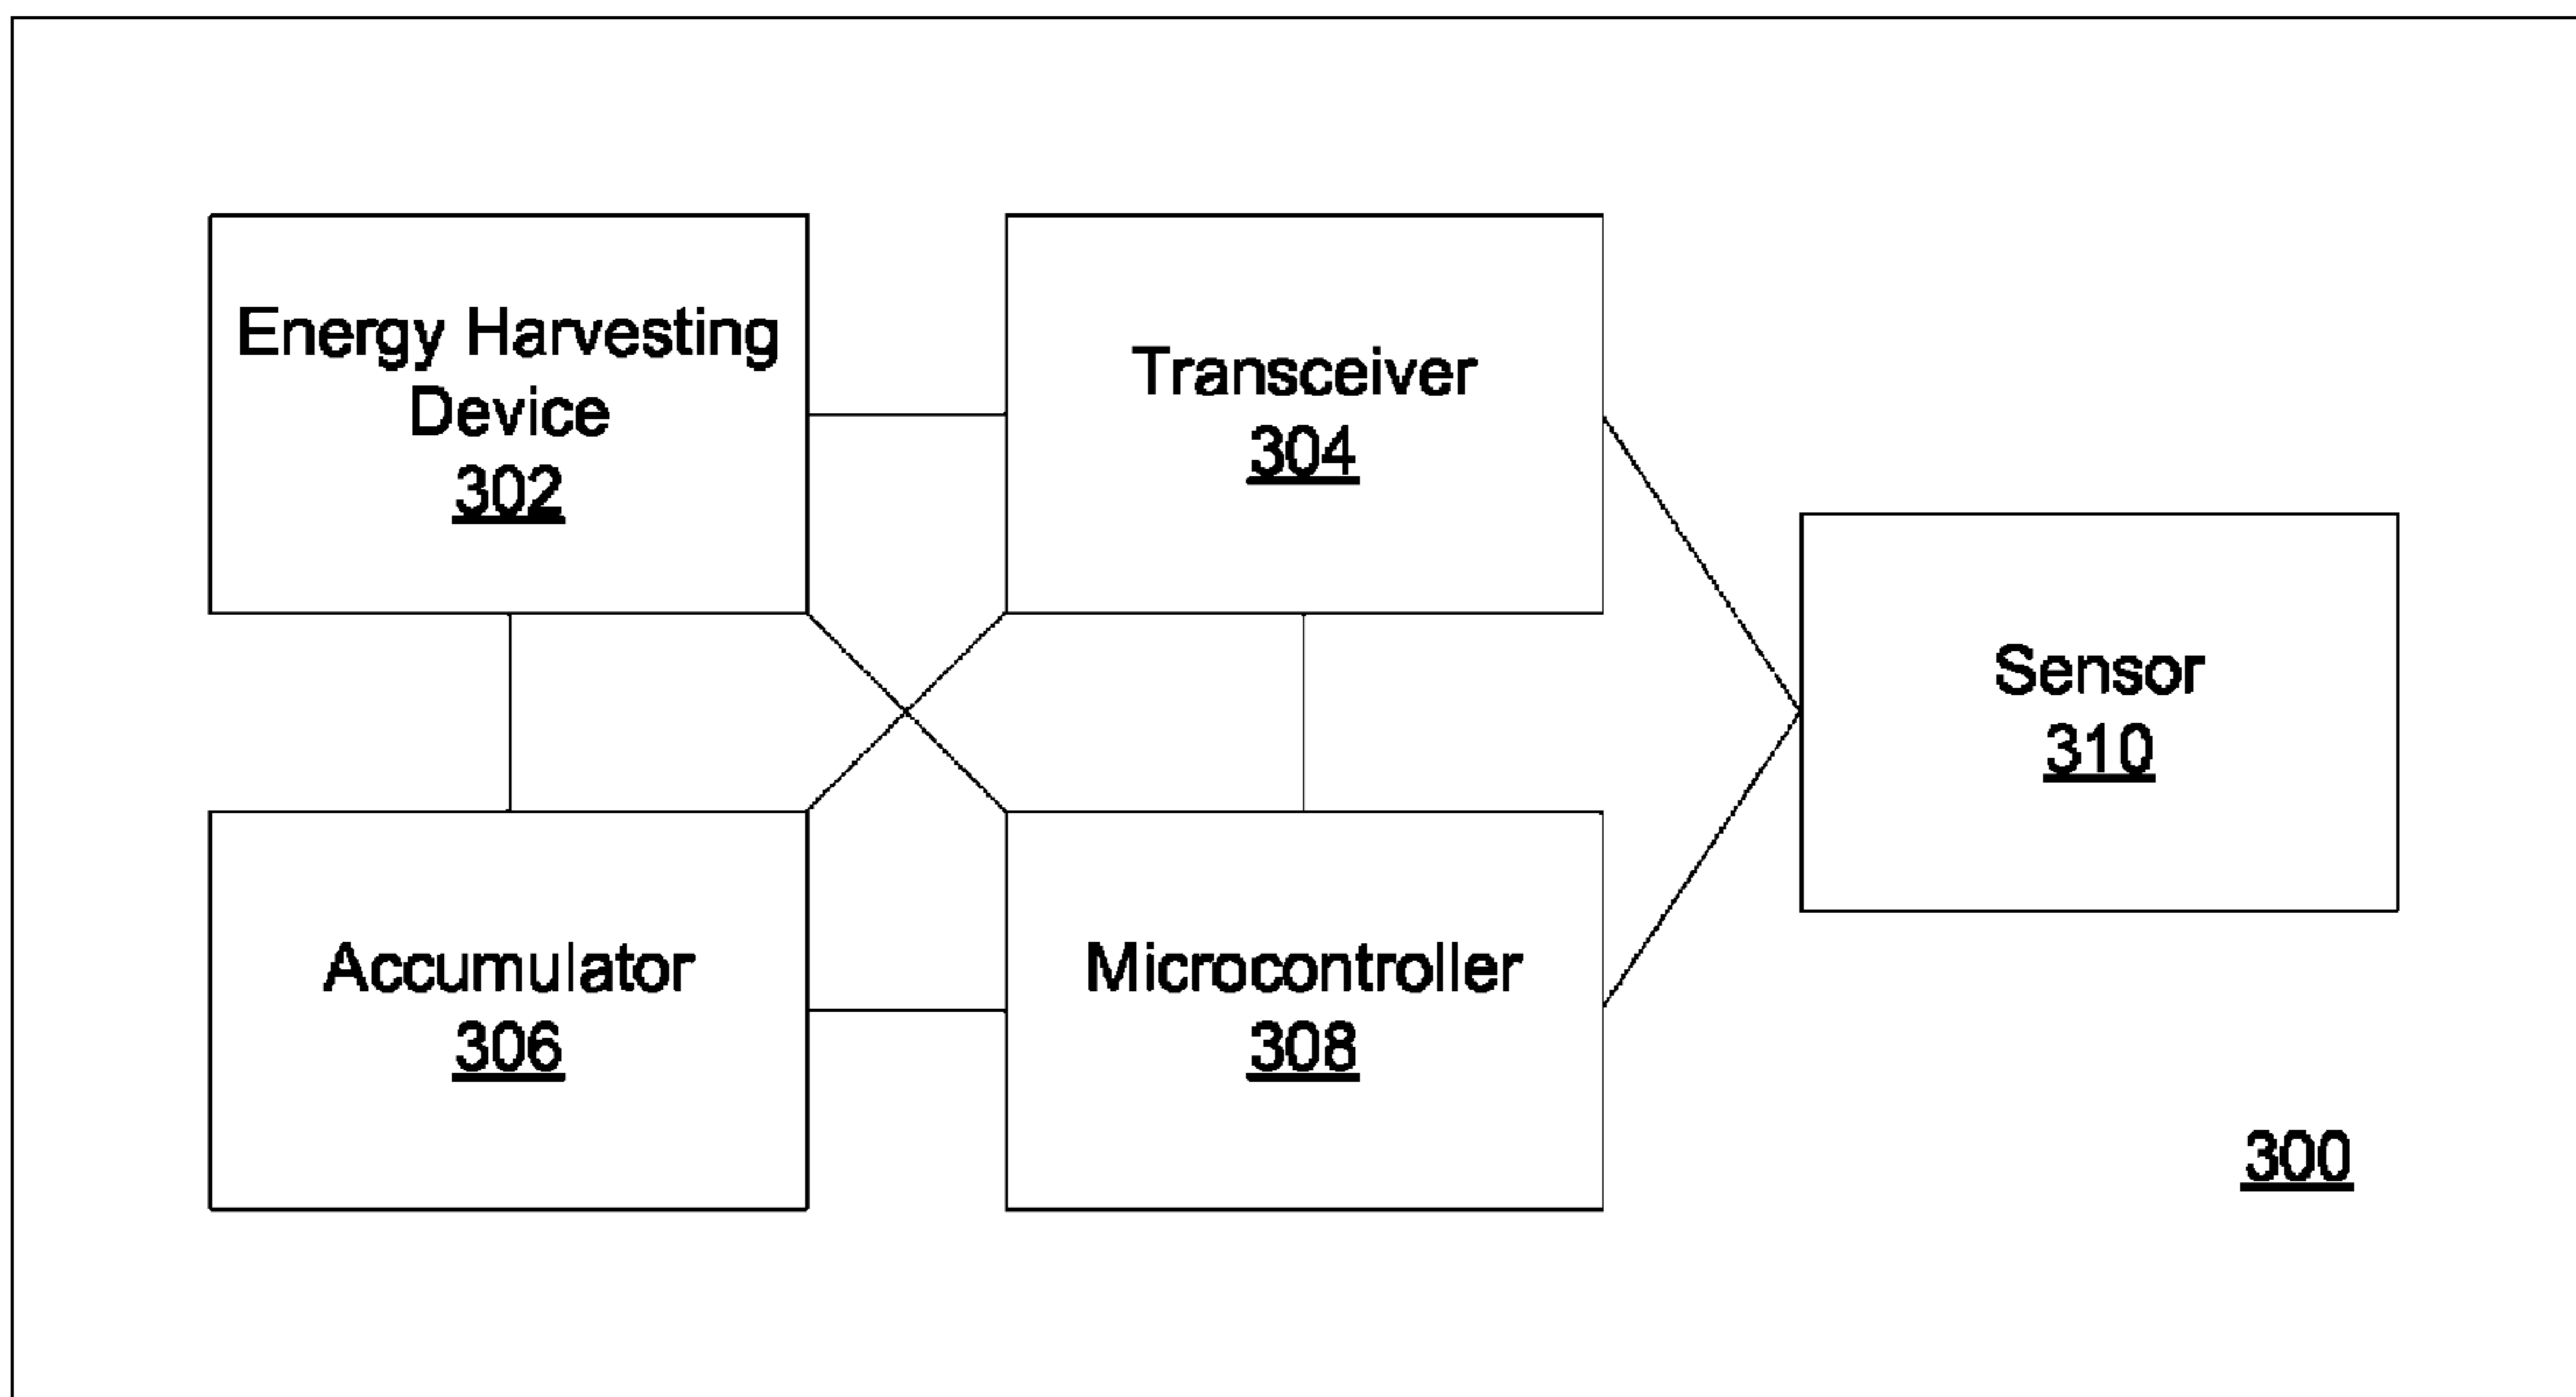 Energy Harvesting
Device
302
Transceiver
304
Sensor
310
Accumulator
306
Microcontroller
308
300